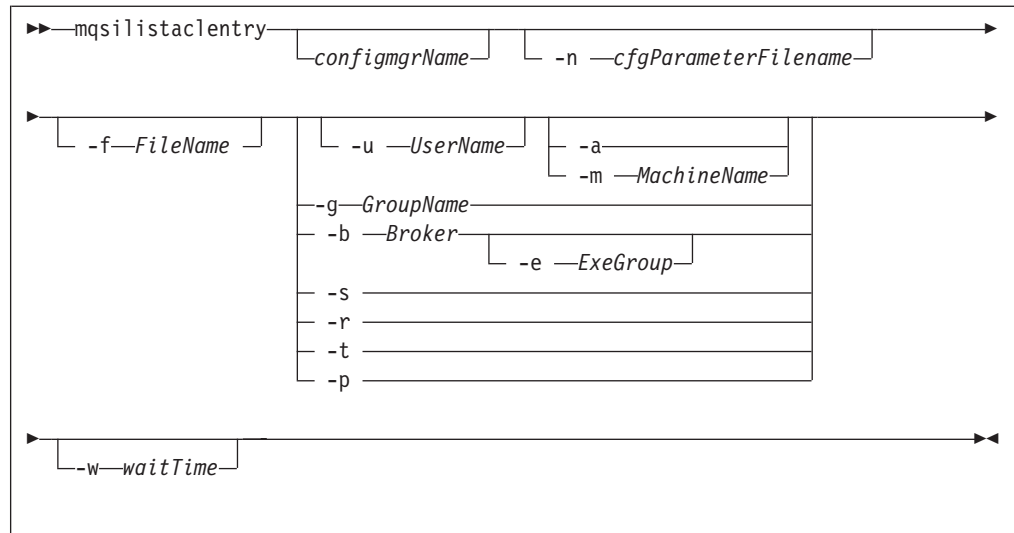 mqsilistaclentry
configmgrName -n cfgParameterFilename
-f FileName -u UserName -a
-m MachineName
-g GroupName
-b Broker
-e ExeGroup
-s
-r
-t
-p
-w waitTime